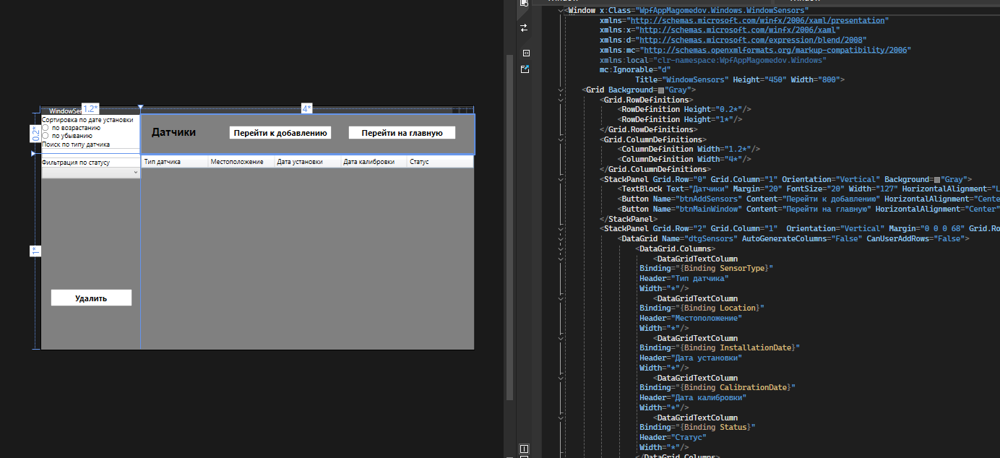 WindowSen
1.2*
4*
0.2*
1*
Сортировка по дате установки
по возрастанию
по убыванию
Поиск по типу датчика
Фильтрация по статусу
Удалить
Датчики
Перейти к добавлению
Перейти на главную
Тип датчика
Местоположение
Дата установки
Дата калибровки
Статус
<Window x:Class="WpfAppMagomedov.Windows.WindowSensors"
xmlns="http://schemas.microsoft.com/winfx/2006/xaml/presentation"
xmlns:x="http://schemas.microsoft.com/winfx/2006/xaml"
xmlns:d="http://schemas.microsoft.com/expression/blend/2008"
xmlns:mc="http://schemas.openxmlformats.org/markup-compatibility/2006"
xmlns:local="clr-namespace:WpfAppMagomedov.Windows"
mc:Ignorable="d"
Title="WindowSensors" Height="450" Width="800">
<Grid Background="Gray">
<Grid.RowDefinitions>
<RowDefinition Height="0.2*"/>
<RowDefinition Height="1*"/>
</Grid.RowDefinitions>
<Grid.ColumnDefinitions>
<ColumnDefinition Width="1.2*"/>
<ColumnDefinition Width="4*"/>
</Grid.ColumnDefinitions>
<StackPanel Grid.Row="0" Grid.Column="1" Orientation="Vertical" Background="Gray">
<TextBlock Text="Датчики" Margin="20" FontSize="20" Width="127" HorizontalAlignment="L
<Button Name="btnAddSensors" Content="Перейти к добавлению" HorizontalAlignment="Cente
<Button Name="btnMainWindow" Content="Перейти на главную" HorizontalAlignment="Center"
</StackPanel>
<StackPanel Grid.Row="2" Grid.Column="1" Orientation="Vertical" Margin="0 0 0 68" Grid.Ro
<DataGrid Name="dtgSensors" AutoGenerateColumns="False" CanUserAddRows="False">
<DataGrid.Columns>
<DataGridTextColumn
Binding="{Binding SensorType}"
Header="Тип датчика"
Width="*"/>
<DataGridTextColumn
Binding="{Binding Location}"
Header="Местоположение"
Width="*"/>
<DataGridTextColumn
Binding="{Binding InstallationDate}"
Header="Дата установки"
Width="*"/>
<DataGridTextColumn
Binding="{Binding CalibrationDate}"
Header="Дата калибровки"
Width="*"/>
<DataGridTextColumn
Binding="{Binding Status}"
Header="Статус"
Width="*"/>
</DataGrid.Columns>